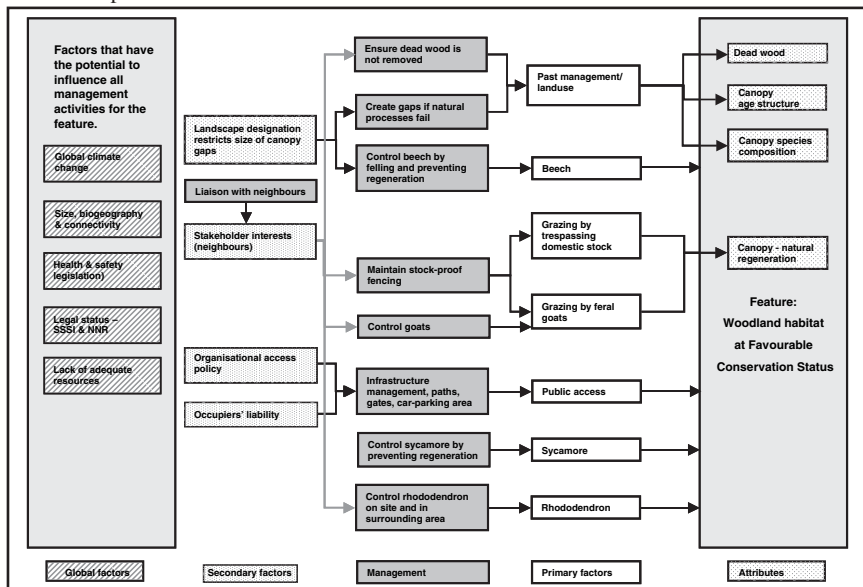 Factors that have
the potential to
influence all
management
activities for the
feature.
Global climate
change
Size, biogeography
& connectivity
Health & safety
legislation)
Legal status –
SSSI & NNR
Lack of adequate
resources
Landscape designation
restricts size of canopy
gaps
Liaison with neighbours
Stakeholder interests
(neighbours)
Organisational access
policy
Occupiers' liability
Ensure dead wood is
not removed
Create gaps if natural
processes fail
Control beech by
felling and preventing
regeneration
Maintain stock-proof
fencing
Control goats
Infrastructure
management, paths,
gates, car-parking area
Control sycamore by
preventing regeneration
Control rhododendron
on site and in
surrounding area
Past management/
landuse
Beech
Grazing by
trespassing
domestic stock
Grazing by feral
goats
Public access
Sycamore
Rhododendron
Dead wood
Canopy
age structure
Canopy species
composition
Canopy - natural
regeneration
Feature:
Woodland habitat
at Favourable
Conservation Status
Global factors
Secondary factors
Management
Primary factors
Attributes